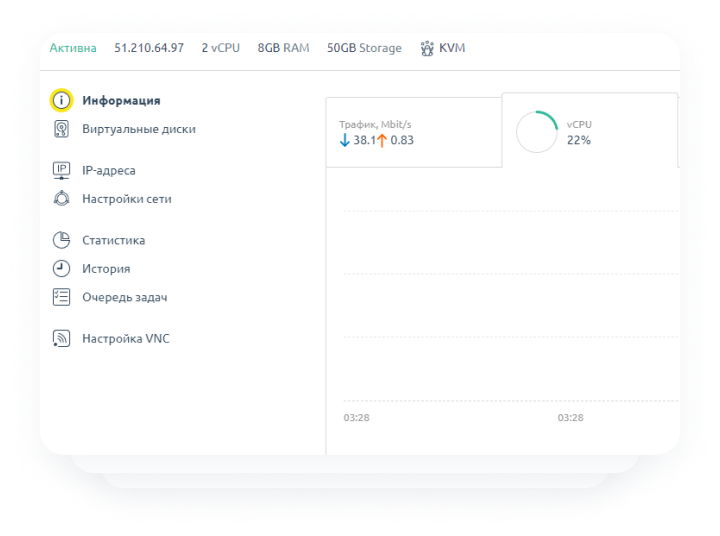 Активна 51.210.64.97 2 vCPU 8GB RAM 50GB Storage KVM
Информация
Виртуальные диски
IP IP-адреса
Настройки сети
Статистика
История
Очередь задач
Настройка VNC
Трафик, Mbit/s
38.1 0.83
vCPU
22%
03:28 03:28